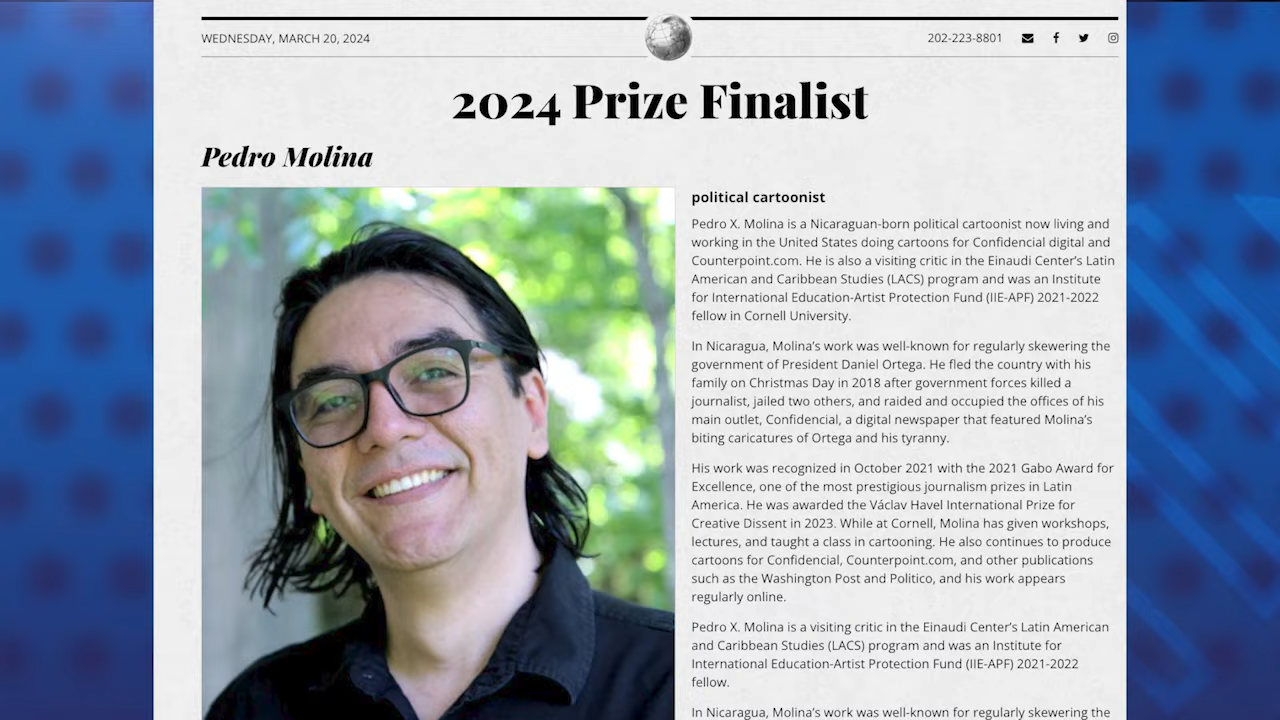 WEDNESDAY, MARCH 20, 2024
202-223-8801
2024 Prize Finalist
Pedro Molina
political cartoonist
Pedro X. Molina is a Nicaraguan-born political cartoonist now living and
working in the United States doing cartoons for Confidencial digital and
Counterpoint.com. He is also a visiting critic in the Einaudi Center’s Latin
American and Caribbean Studies (LACS) program and was an Institute
for International Education-Artist Protection Fund (IIE-APF) 2021-2022
fellow in Cornell University.
In Nicaragua, Molina’s work was well-known for regularly skewering the
government of President Daniel Ortega. He fled the country with his
family on Christmas Day in 2018 after government forces killed a
journalist, jailed two others, and raided and occupied the offices of his
main outlet, Confidencial, a digital newspaper that featured Molina’s
biting caricatures of Ortega and his tyranny.
His work was recognized in October 2021 with the 2021 Gabo Award for
Excellence, one of the most prestigious journalism prizes in Latin
America. He was awarded the Václav Havel International Prize for
Creative Dissent in 2023. While at Cornell, Molina has given workshops,
lectures, and taught a class in cartooning. He also continues to produce
cartoons for Confidencial, Counterpoint.com, and other publications
such as the Washington Post and Politico, and his work appears
regularly online.
Pedro X. Molina is a visiting critic in the Einaudi Center’s Latin American
and Caribbean Studies (LACS) program and was an Institute for
International Education-Artist Protection Fund (IIE-APF) 2021-2022
fellow.
In Nicaragua, Molina’s work was well-known for regularly skewering the